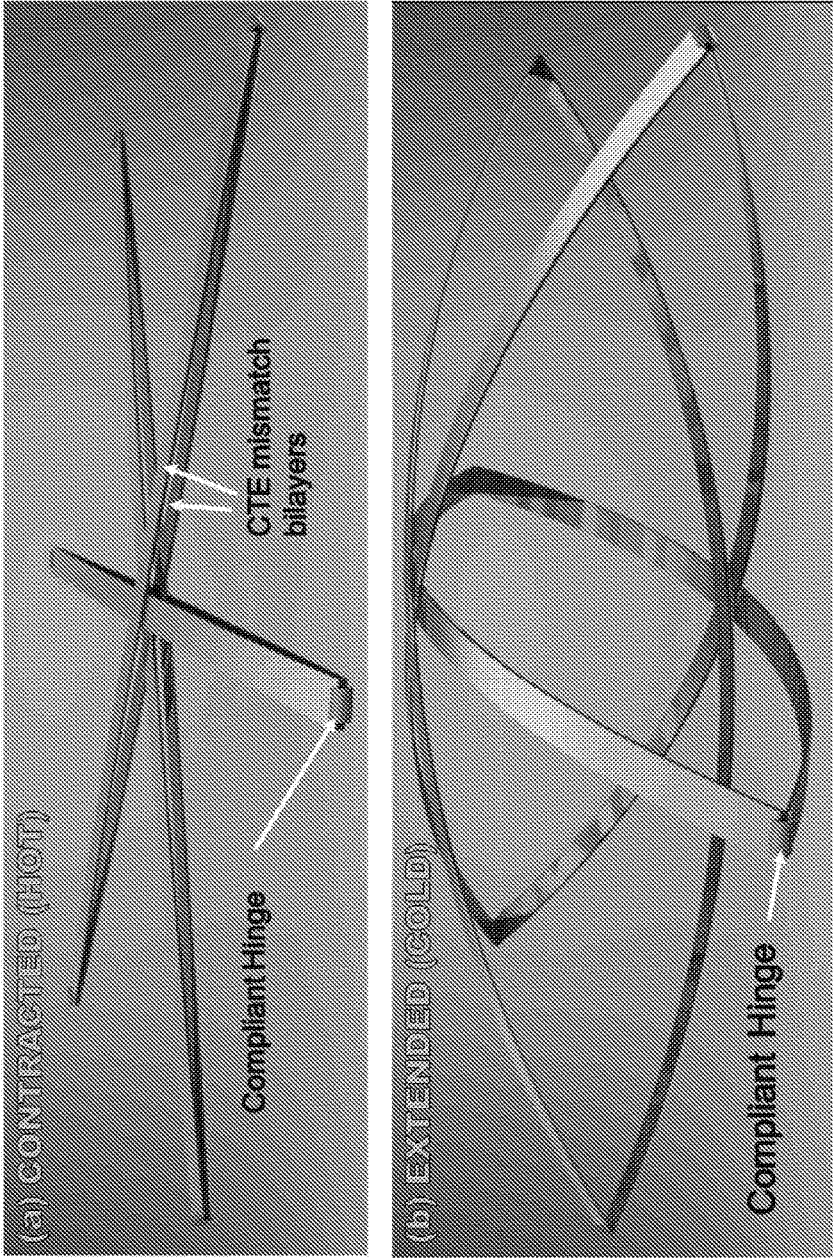 (a) CONTRACTED (HOT)
CTE mismatch
bilayers
Compliant Hinge
(b) EXTENDED (COLD)
Compliant Hinge